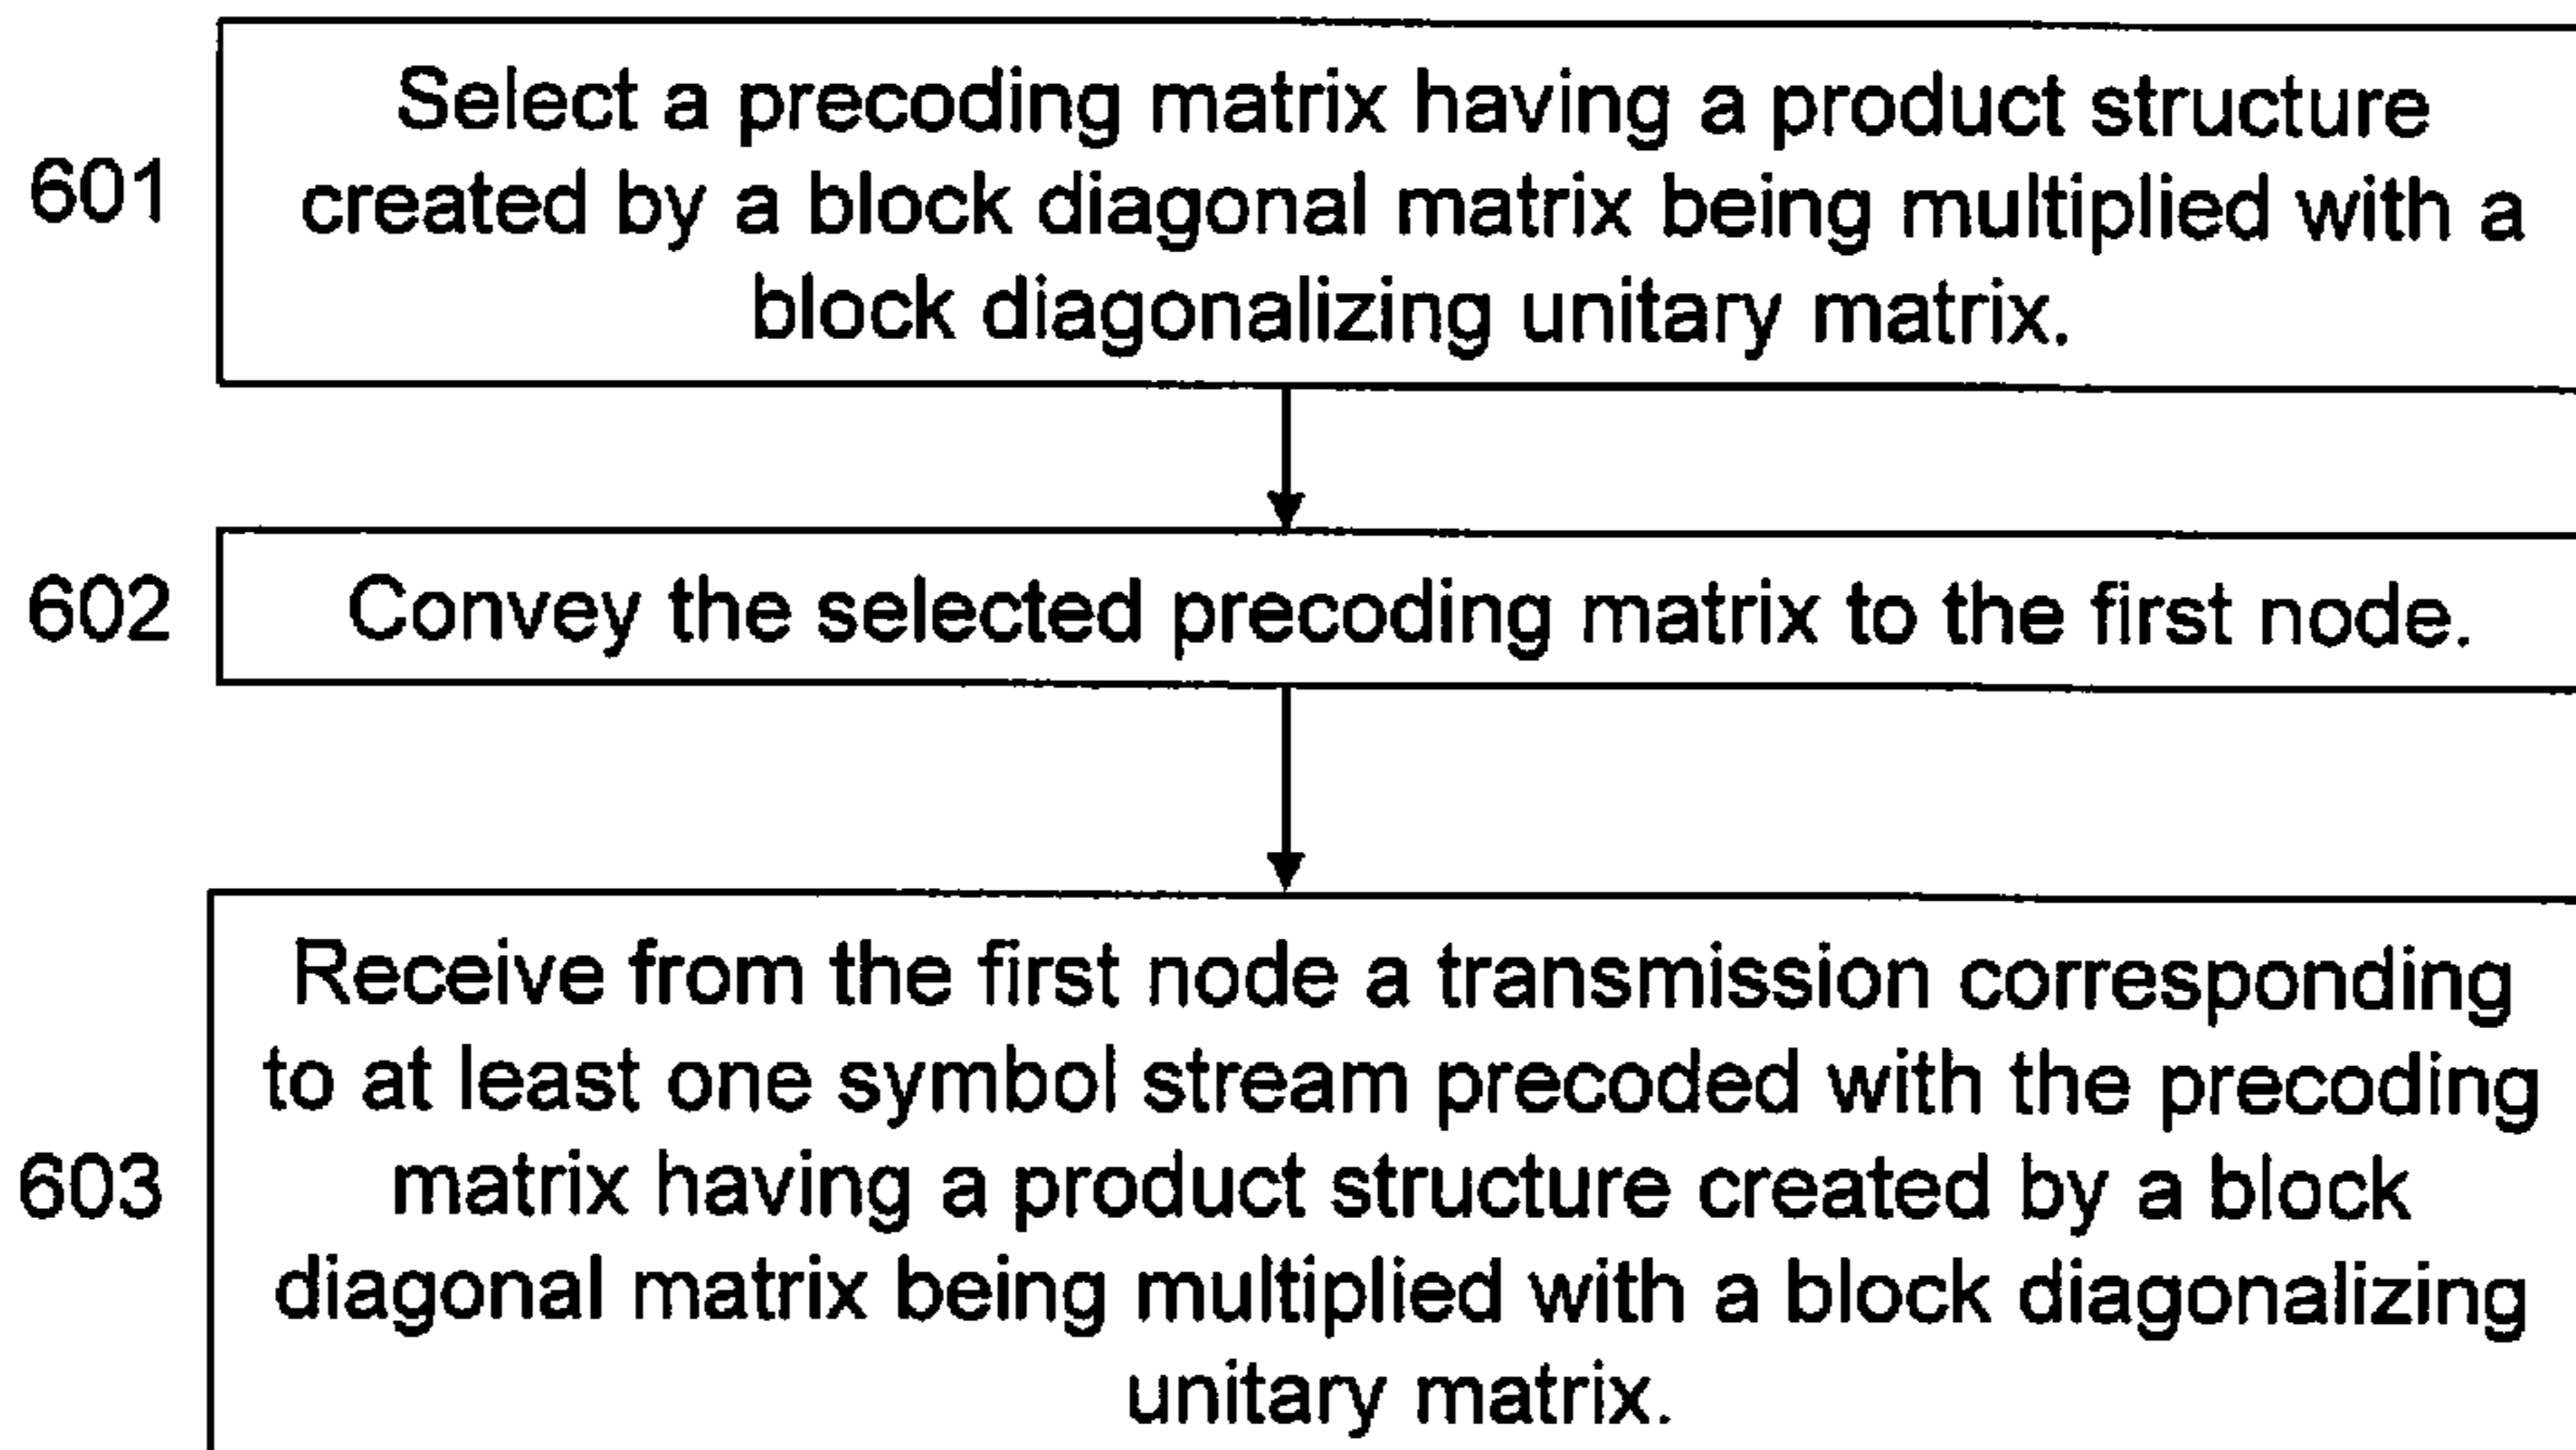 Select a precoding matrix having a product structure
601
created by a block diagonal matrix being multiplied with a
block diagonalizing unitary matrix.
602
Convey the selected precoding matrix to the first node.
Receive from the first node a transmission corresponding
to at least one symbol stream precoded with the precoding
603
matrix having a product structure created by a block
diagonal matrix being multiplied with a block diagonalizing
unitary matrix.